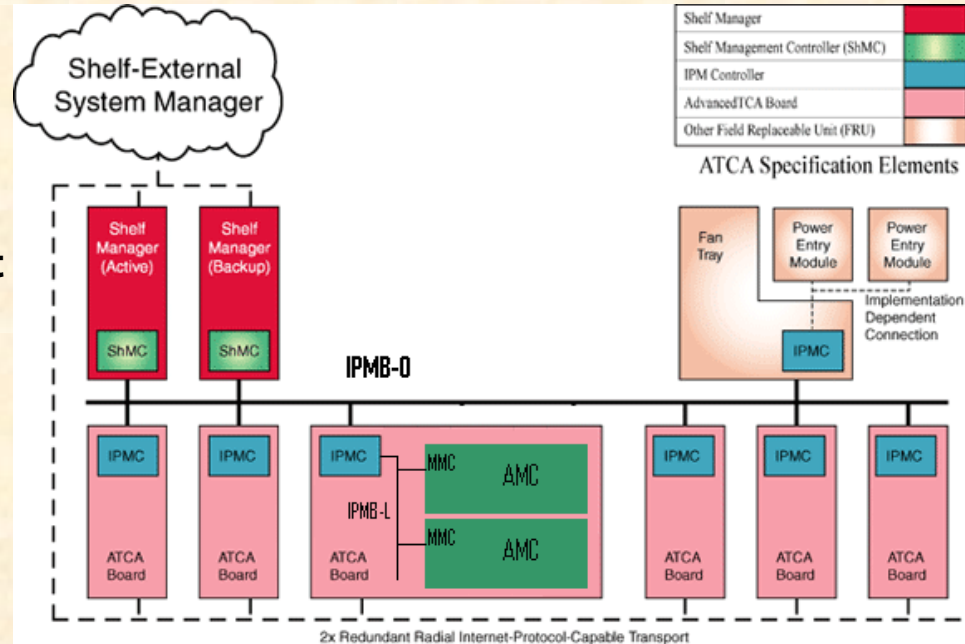 Shelf-External
System Manager
Shelf Manager
Shelf Management Controller (ShMC)
IPM Controller
AdvancedTCA Board
Other Field Replaceable Unit (FRU)
ATCA Specification Elements
Shelf
Manager
(Active)
ShMC
Shelf
Manager
(Backup)
ShMC
Fan
Tray
Power
Entry
Module
Power
Entry
Module
Implementation
Dependent
Connection
IPMC
IPMB-0
IPMC
ATCA
Board
IPMC
ATCA
Board
IPMC
IPMB-L
ATCA
Board
MMC
AMC
MMC
AMC
IPMC
ATCA
Board
IPMC
ATCA
Board
IPMC
ATCA
Board
2x Redundant Radial Internet-Protocol-Capable Transport